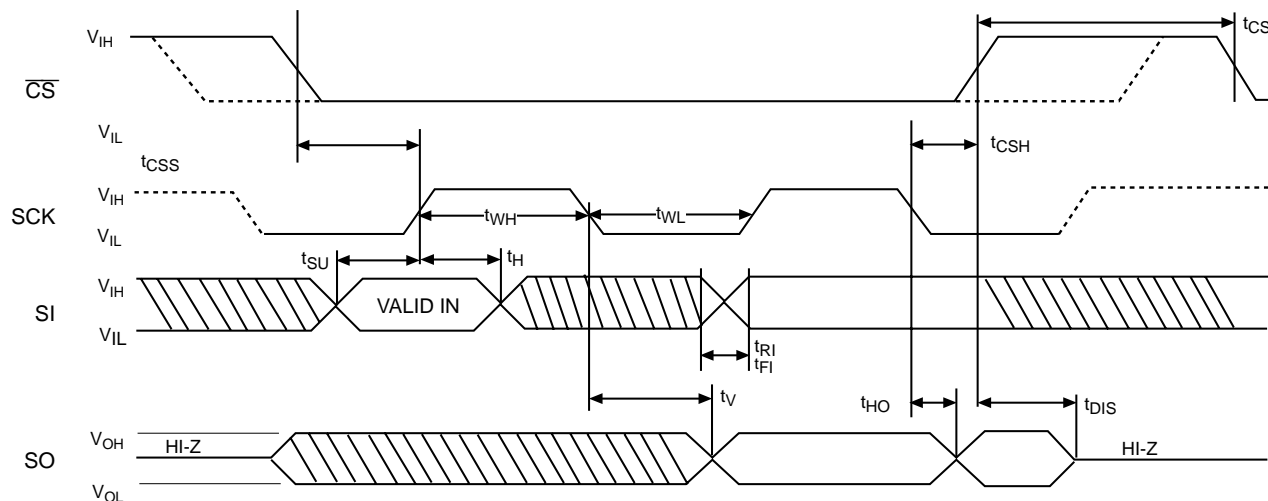 VIH
tCS
CS
VIL
tCSS
tCSH
VIH
SCK
tWH
tWL
VIL
tSU
tH
VIH
SI
VALID IN
VIL
tRI
tFI
tV
tHO
tDIS
VOH
HI-Z
HI-Z
SO
VOL